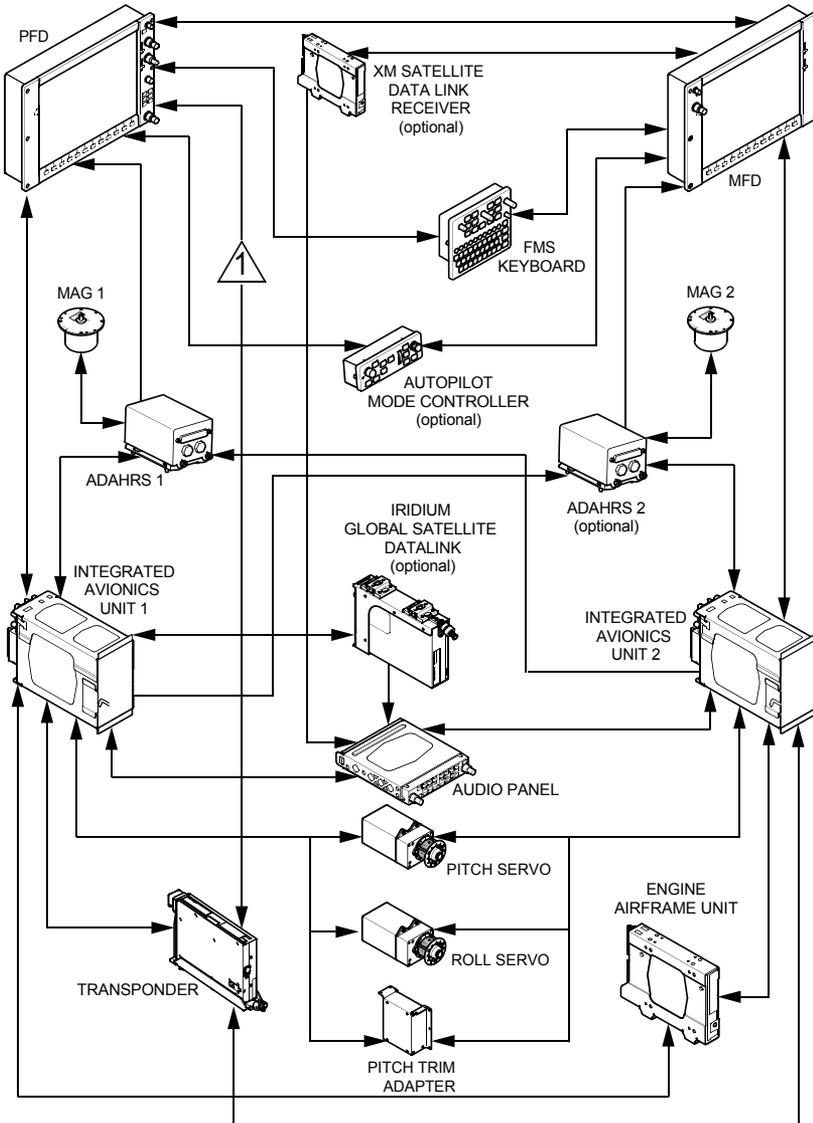 PFD
XM SATELLITE
DATA LINK
RECEIVER
(optional)
MFD
FMS
KEYBOARD
1
MAG 1
MAG 2
AUTOPILOT
MODE CONTROLLER
(optional)
ADAHRS 1
ADAHRS 2
(optional)
IRIDIUM
GLOBAL SATELLITE
DATALINK
(optional)
INTEGRATED
AVIONICS
UNIT 1
INTEGRATED
AVIONICS
UNIT 2
AUDIO PANEL
PITCH SERVO
ENGINE
AIRFRAME UNIT
ROLL SERVO
TRANSPONDER
PITCH TRIM
ADAPTER